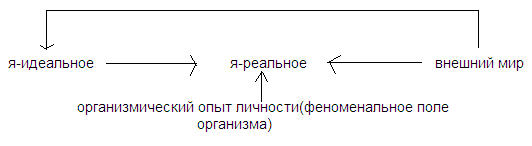 я-идеальное я-реальное внешний мир
организмический опыт личности(феноменальное поле
организма)